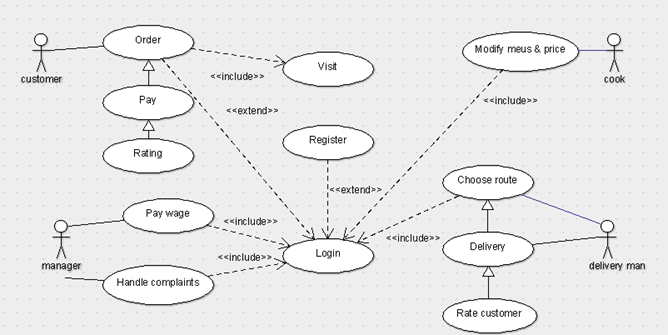 Order
customer
<<include>>
Visit
Modify meus & price
cook
Pay
<<extend>>
<<include>>
Rating
Register
<<extend>>
Choose route
Pay wage
<<include>>
manager
<<include>>
Login
<<include>>
Delivery
delivery man
Handle complaints
Rate customer